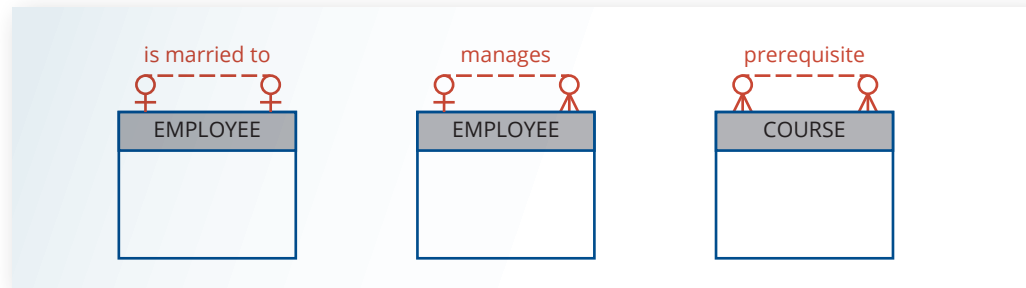 is married to
manages
prerequisite
EMPLOYEE
EMPLOYEE
COURSE